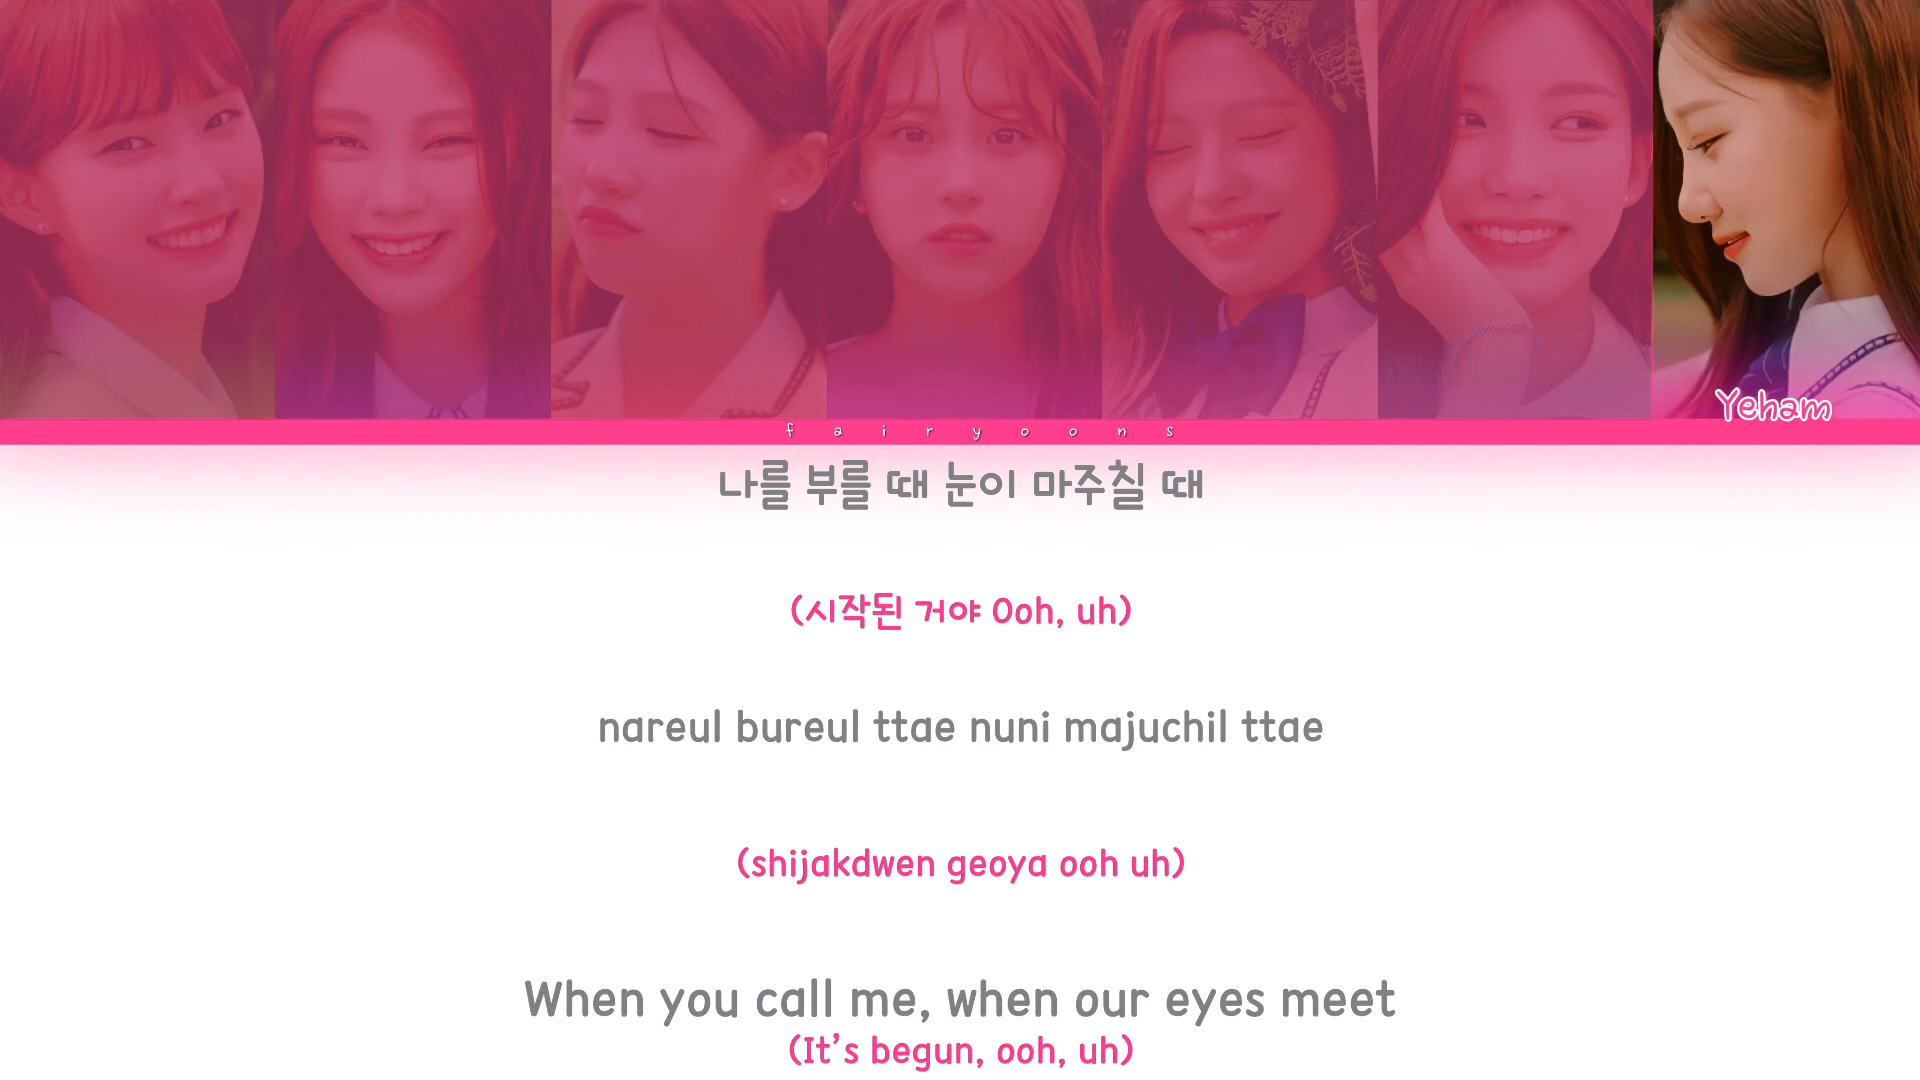 Yeham
fairyoons
나를 부를 때 눈이 마주칠 때
(시작된 거야 Ooh, uh)
nareul bureul ttae nuni majuchil ttae
(shijakdwen geoya ooh uh)
When you call me, when our eyes meet
(It's begun, ooh, uh)